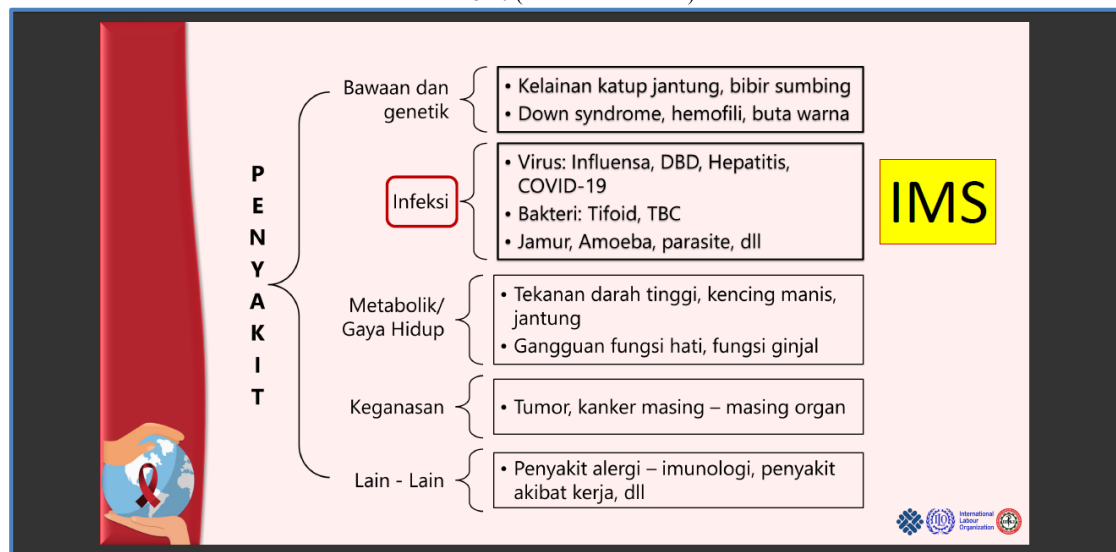 PENYAKIT
Bawaan dan
genetik
• Kelainan katup jantung, bibir sumbing
• Down syndrome, hemofili, buta warna
Infeksi
• Virus: Influensa, DBD, Hepatitis,
COVID-19
• Bakteri: Tifoid, TBC
• Jamur, Amoeba, parasite, dll
IMS
Metabolik/
Gaya Hidup
• Tekanan darah tinggi, kencing manis,
jantung
• Gangguan fungsi hati, fungsi ginjal
Keganasan
• Tumor, kanker masing – masing organ
Lain - Lain
• Penyakit alergi – imunologi, penyakit
akibat kerja, dll
International
Labour
Organization